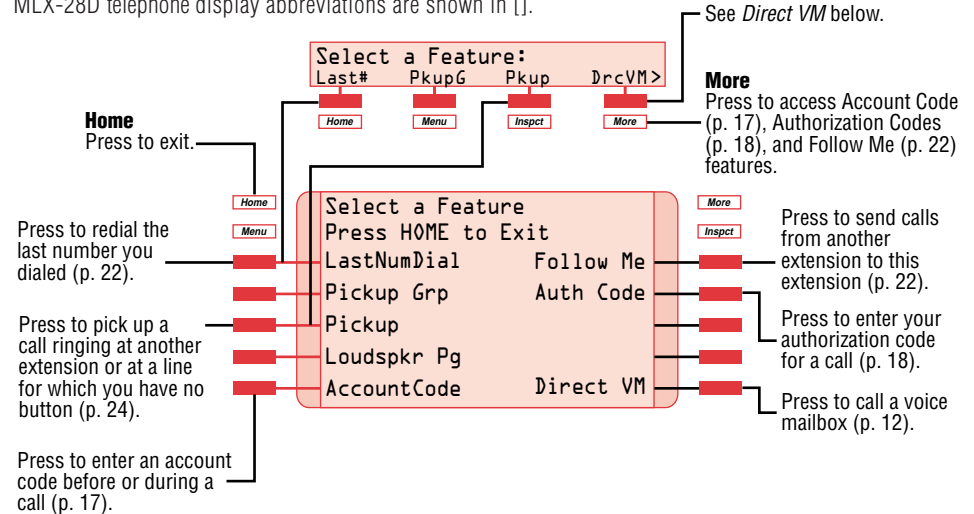 MLX-28D telephone display abbreviations are shown in [].
See Direct VM below.
Select a Feature:
Last# PkupG Pkup DrcVM>
Home Menu Inspct More
More
Press to access Account Code
(p. 17), Authorization Codes
(p. 18), and Follow Me (p. 22)
features.
Home
Press to exit.
Home
Menu
More
Inspct
Select a Feature
Press HOME to Exit
LastNumDial Follow Me
Pickup Grp Auth Code
Pickup
Loudspkr Pg
AccountCode Direct VM
Press to redial the
last number you
dialed (p. 22).
Press to pick up a
call ringing at another
extension or at a line
for which you have no
button (p. 24).
Press to enter an account
code before or during a
call (p. 17).
Press to send calls
from another
extension to this
extension (p. 22).
Press to enter your
authorization code
for a call (p. 18).
Press to call a voice
mailbox (p. 12).